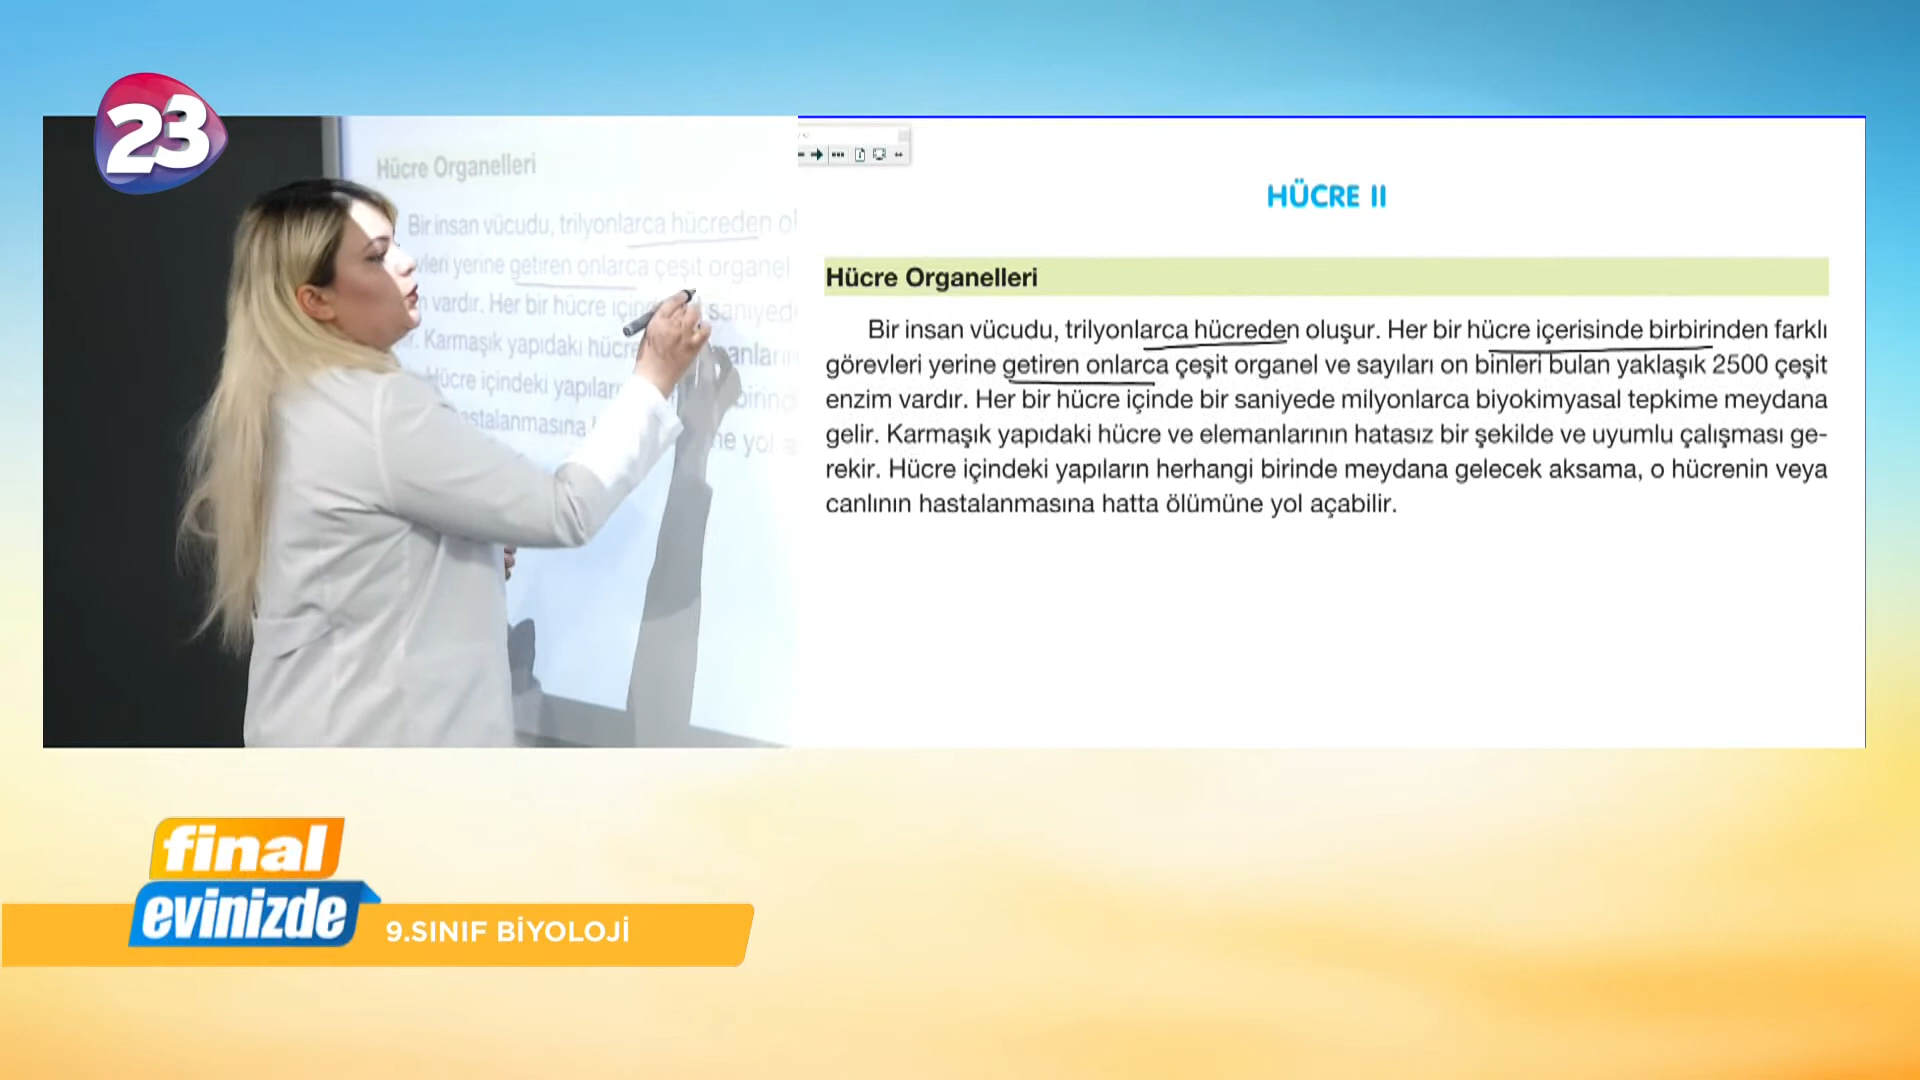 23
Hücre Organelleri
Bir insan vücudu, trilyonlarca hücreden
yerine getiren onlarca çeşit organel
vardır. Her bir hücre saniyede
Karmaşık yapıdaki
Hücre içindeki
yol
HÜCRE II
Hücre Organelleri
Bir insan vücudu, trilyonlarca hücreden oluşur. Her bir hücre içerisinde birbirinden farklı
görevleri yerine getiren onlarca çeşit organel ve sayıları on binleri bulan yaklaşık 2500 çeşit
enzim vardır. Her bir hücre içinde bir saniyede milyonlarca biyokimyasal tepkime meydana
gelir. Karmaşık yapıdaki hücre ve elemanlarının hatasız bir şekilde ve uyumlu çalışması ge-
rekir. Hücre içindeki yapıların herhangi birinde meydana gelecek aksama, o hücrenin veya
canlının hastalanmasına hatta ölümüne yol açabilir.
final
evinizde
9.SINIF BİYOLOJİ